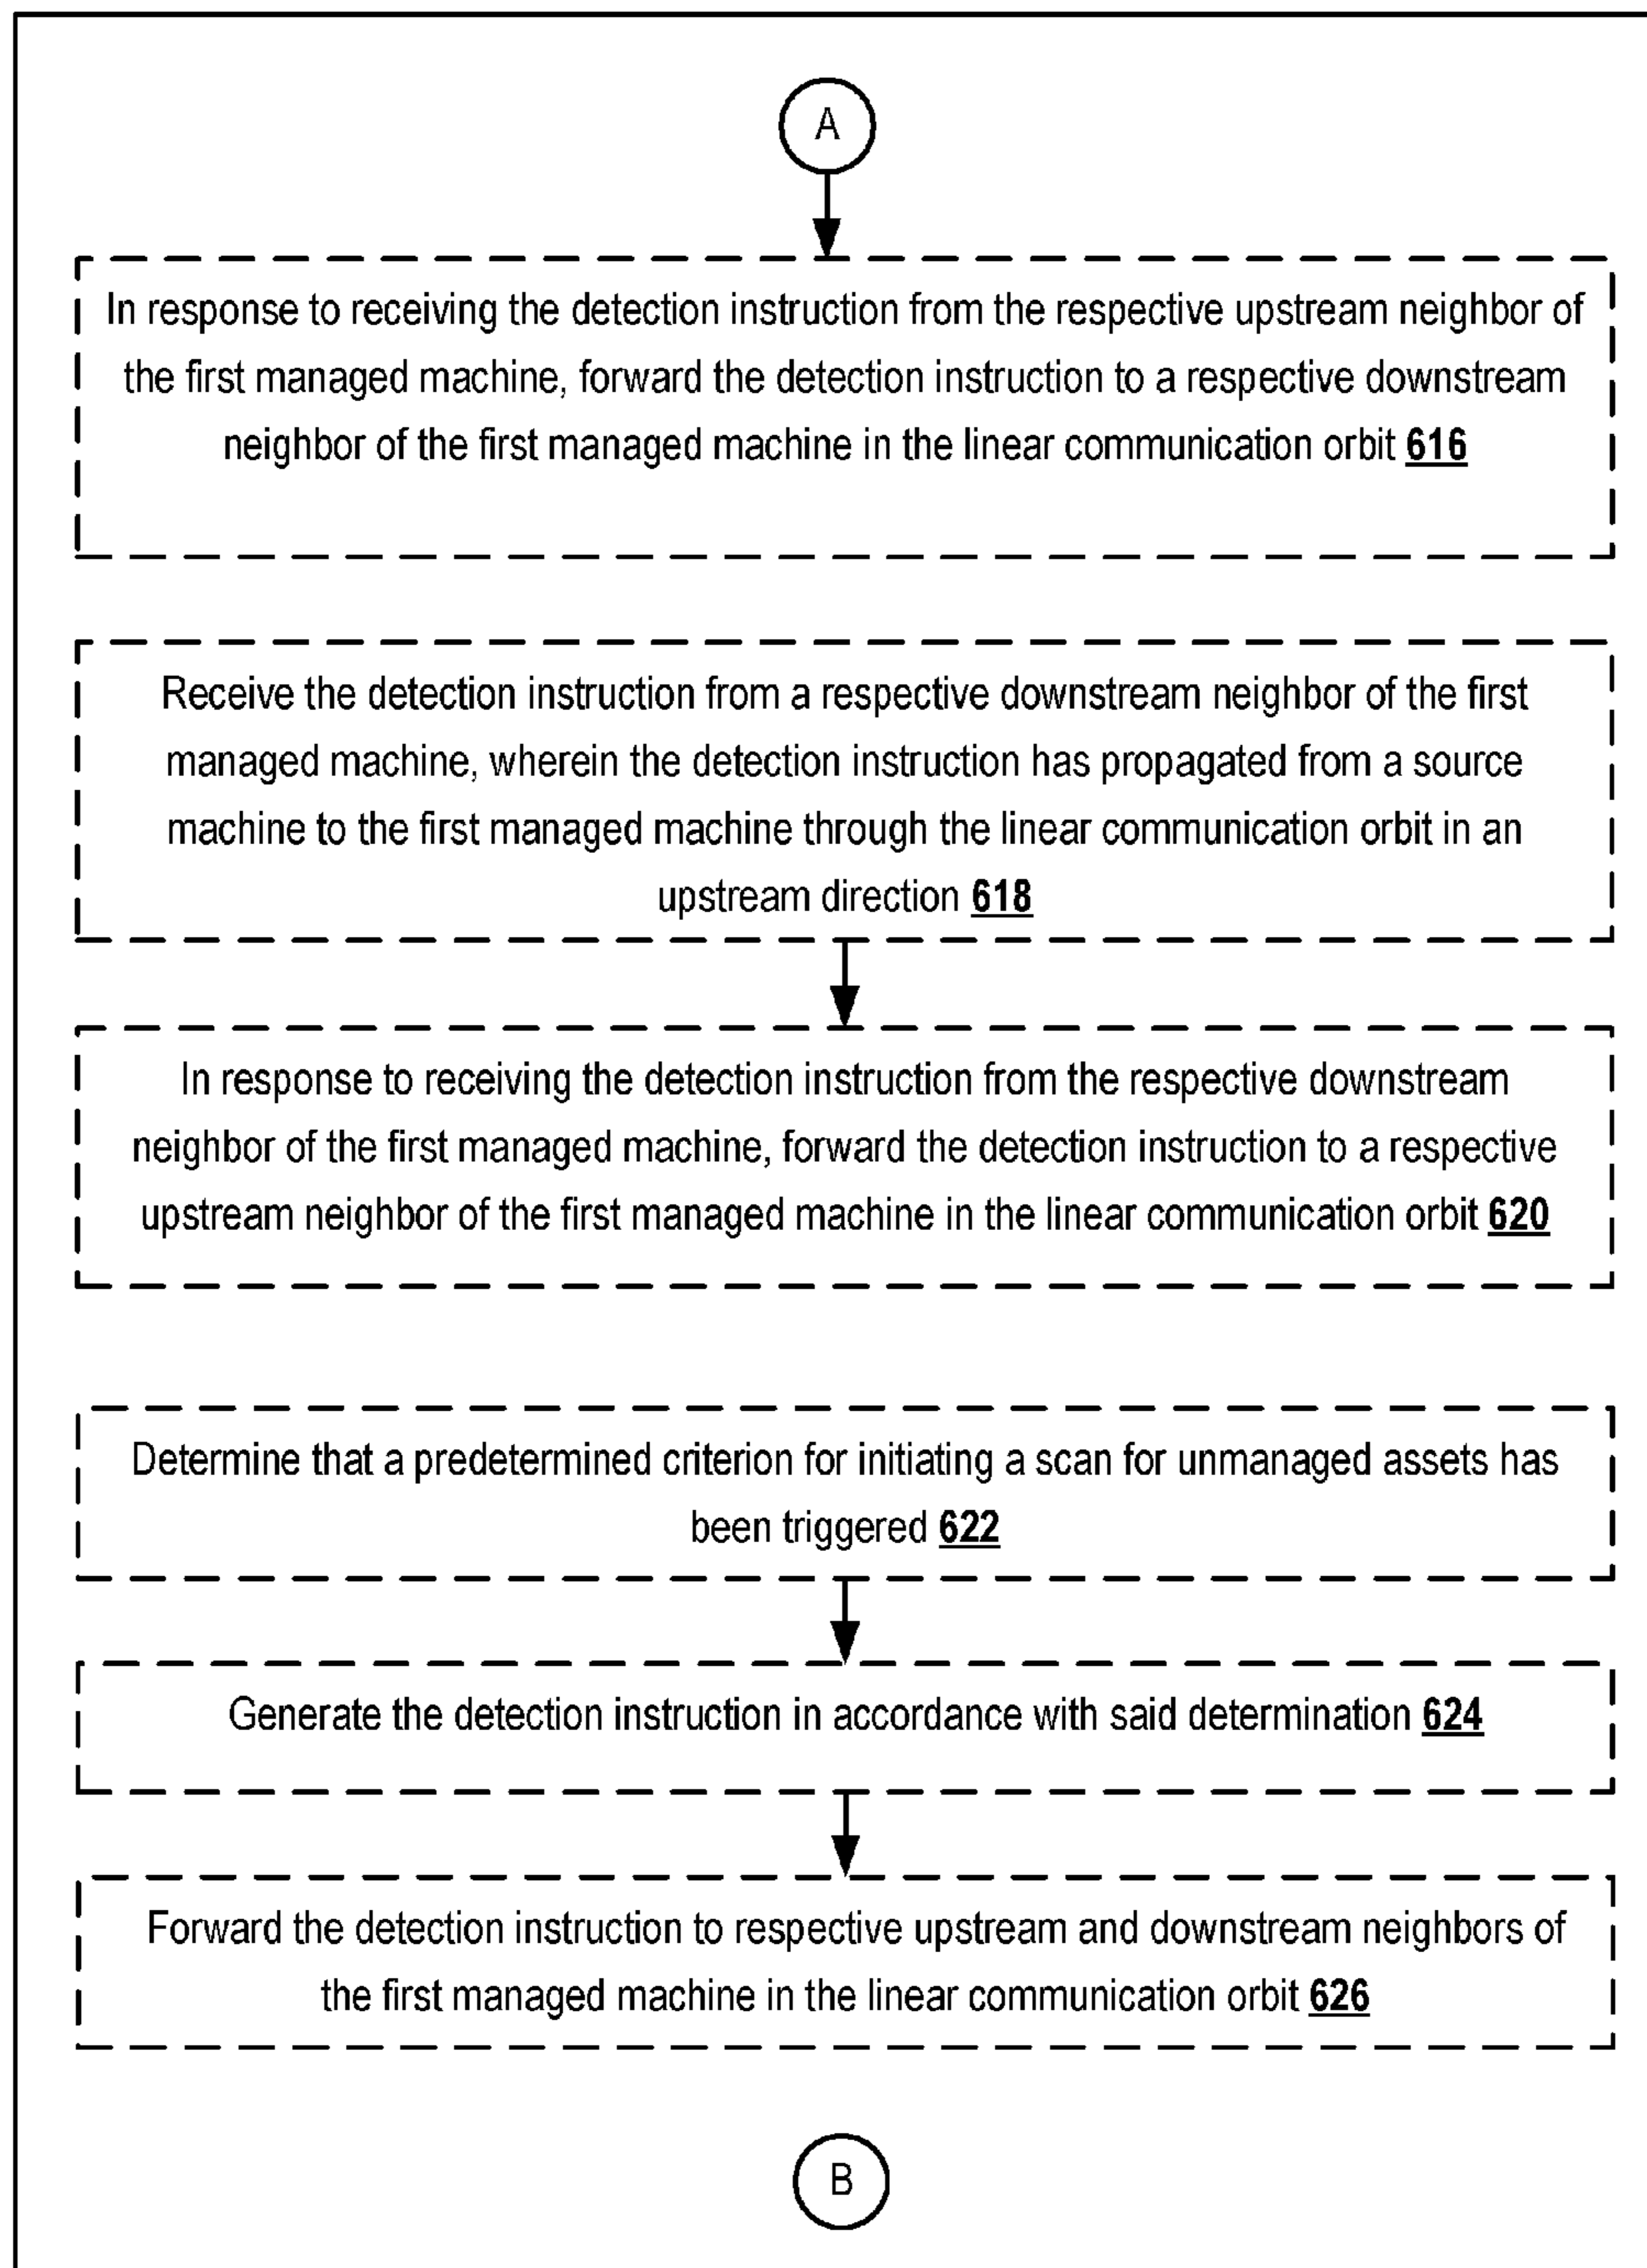 A
In response to receiving the detection instruction from the respective upstream neighbor of
the first managed machine, forward the detection instruction to a respective downstream
neighbor of the first managed machine in the linear communication orbit 616
Receive the detection instruction from a respective downstream neighbor of the first
managed machine, wherein the detection instruction has propagated from a source
machine to the first managed machine through the linear communication orbit in an
upstream direction 618
In response to receiving the detection instruction from the respective downstream
neighbor of the first managed machine, forward the detection instruction to a respective
upstream neighbor of the first managed machine in the linear communication orbit 620
Determine that a predetermined criterion for initiating a scan for unmanaged assets has
been triggered 622
Generate the detection instruction in accordance with said determination 624
Forward the detection instruction to respective upstream and downstream neighbors of
the first managed machine in the linear communication orbit 626
B